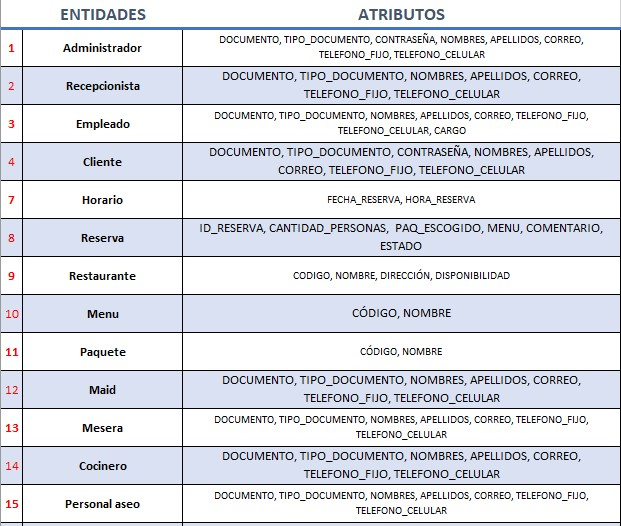 ENTIDADES ATRIBUTOS
1 Administrador DOCUMENTO, TIPO_DOCUMENTO, CONTRASEÑA, NOMBRES, APELLIDOS, CORREO,
TELEFONO_FIJO, TELEFONO_CELULAR
2 Recepcionista DOCUMENTO, TIPO_DOCUMENTO, NOMBRES, APELLIDOS, CORREO,
TELEFONO_FIJO, TELEFONO_CELULAR
3 Empleado DOCUMENTO, TIPO_DOCUMENTO, NOMBRES, APELLIDOS, CORREO, TELEFONO_FIJO,
TELEFONO_CELULAR, CARGO
4 Cliente DOCUMENTO, TIPO_DOCUMENTO, CONTRASEÑA, NOMBRES, APELLIDOS,
CORREO, TELEFONO_FIJO, TELEFONO_CELULAR
7 Horario FECHA_RESERVA, HORA_RESERVA
8 Reserva ID_RESERVA, CANTIDAD_PERSONAS, PAQ_ESCOGIDO, MENU, COMENTARIO,
ESTADO
9 Restaurante CODIGO, NOMBRE, DIRECCIÓN, DISPONIBILIDAD
10 Menu CÓDIGO, NOMBRE
11 Paquete CÓDIGO, NOMBRE
12 Maid DOCUMENTO, TIPO_DOCUMENTO, NOMBRES, APELLIDOS, CORREO,
TELEFONO_FIJO, TELEFONO_CELULAR
13 Mesera DOCUMENTO, TIPO_DOCUMENTO, NOMBRES, APELLIDOS, CORREO, TELEFONO_FIJO,
TELEFONO_CELULAR
14 Cocinero DOCUMENTO, TIPO_DOCUMENTO, NOMBRES, APELLIDOS, CORREO,
TELEFONO_FIJO, TELEFONO_CELULAR
15 Personal aseo DOCUMENTO, TIPO_DOCUMENTO, NOMBRES, APELLIDOS, CORREO, TELEFONO_FIJO,
TELEFONO_CELULAR